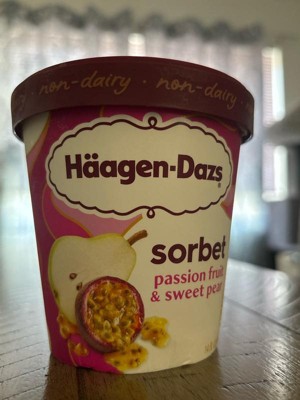 non-dairy · non-dairy ·
Häagen-Dazs
sorbet
passion fruit
& sweet pear